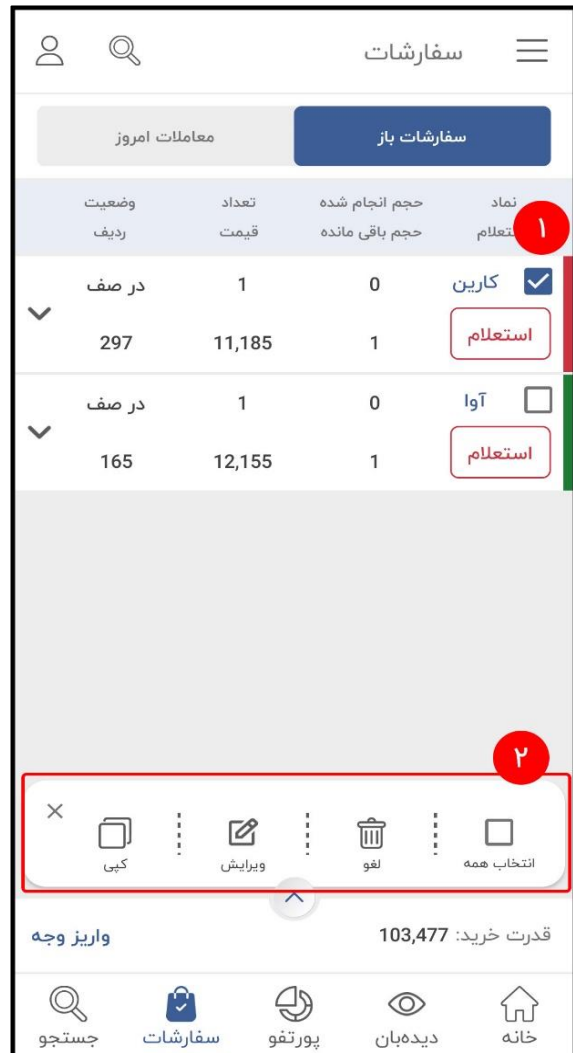 سفارشات
سفارشات باز معاملات امروز
نماد حجم انجام شده تعداد وضعیت
حجم باقی مانده قیمت ردیف
۱
کارین 0 1 در صف
استعلام 1 11,185 297
آوا 0 1 در صف
استعلام 1 12,155 165
۲
انتخاب همه لغو ویرایش کپی
قدرت خرید: 103,477 واریز وجه
خانه دیده‌بان پورتفو سفارشات جستجو